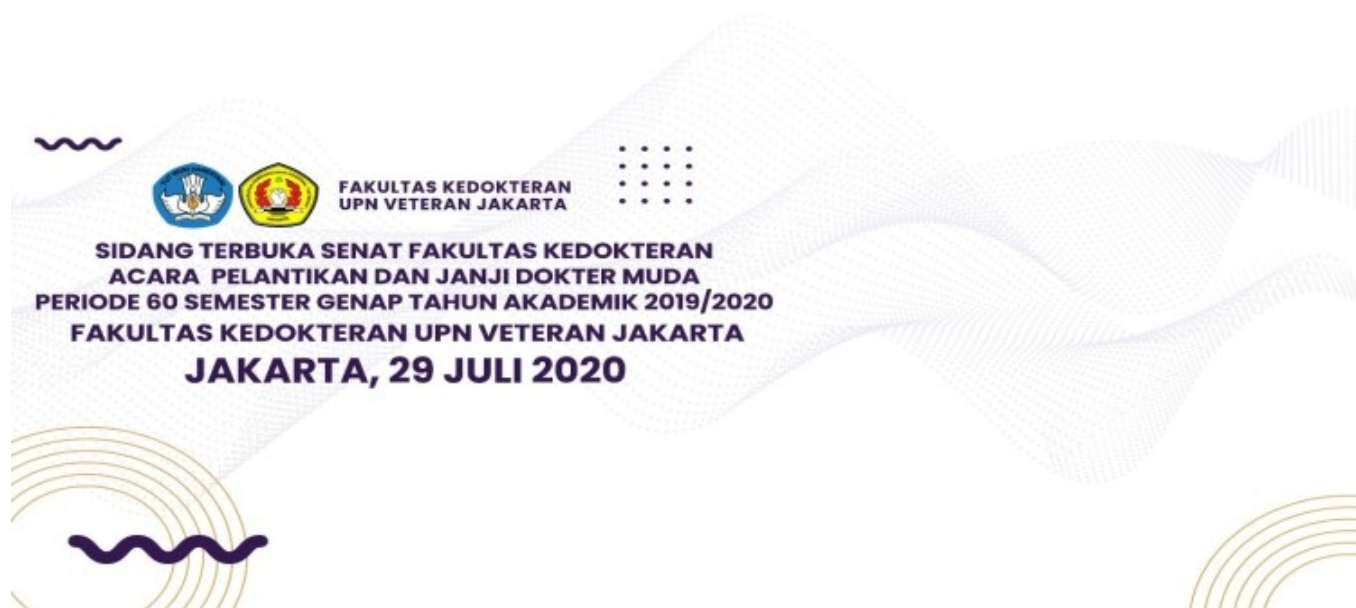 FAKULTAS KEDOKTERAN
UPN VETERAN JAKARTA
SIDANG TERBUKA SENAT FAKULTAS KEDOKTERAN
ACARA PELANTIKAN DAN JANJI DOKTER MUDA
PERIODE 60 SEMESTER GENAP TAHUN AKADEMIK 2019/2020
FAKULTAS KEDOKTERAN UPN VETERAN JAKARTA
JAKARTA, 29 JULI 2020